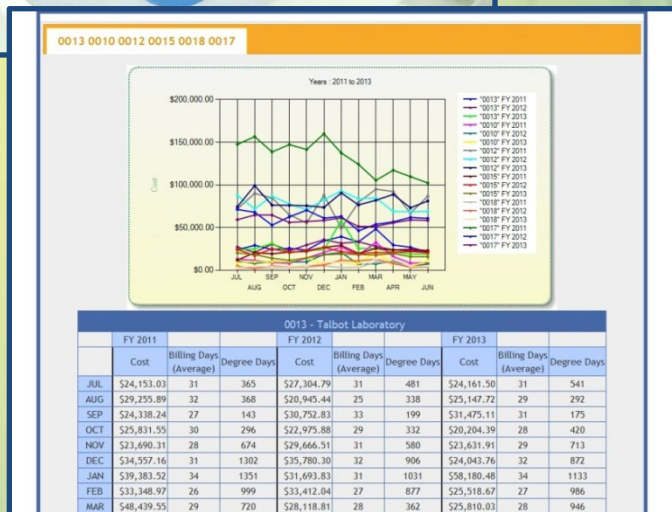 0013 0010 0012 0015 0018 0017
Years : 2011 to 2013
$200,000.00
$150,000.00
$100,000.00
$50,000.00
$0.00
Cost
JUL SEP NOV JAN MAR MAY
AUG OCT DEC FEB APR JUN
"0013" FY 2011
"0013" FY 2012
"0013" FY 2013
"0010" FY 2011
"0010" FY 2012
"0010" FY 2013
"0012" FY 2011
"0012" FY 2012
"0012" FY 2013
"0015" FY 2011
"0015" FY 2012
"0015" FY 2013
"0018" FY 2011
"0018" FY 2012
"0018" FY 2013
"0017" FY 2011
"0017" FY 2012
"0017" FY 2013
0013 - Talbot Laboratory
FY 2011 FY 2012 FY 2013
Cost Billing Days (Average) Degree Days Cost Billing Days (Average) Degree Days Cost Billing Days (Average) Degree Days
JUL $24,153.03 31 365 $27,304.79 31 481 $24,161.50 31 541
AUG $29,255.89 32 368 $20,945.44 25 338 $25,147.72 29 292
SEP $24,338.24 27 143 $30,752.83 33 199 $31,475.11 31 175
OCT $25,831.55 30 296 $22,975.88 29 332 $20,204.39 28 420
NOV $23,690.31 28 674 $29,666.51 31 580 $23,631.91 29 713
DEC $34,557.16 31 1302 $35,780.30 32 906 $24,043.76 32 872
JAN $39,383.52 34 1351 $31,693.83 31 1031 $58,180.48 34 1133
FEB $33,348.97 26 999 $33,412.04 27 877 $25,518.67 27 986
MAR $48,439.55 29 720 $28,118.81 28 362 $25,810.03 28 946